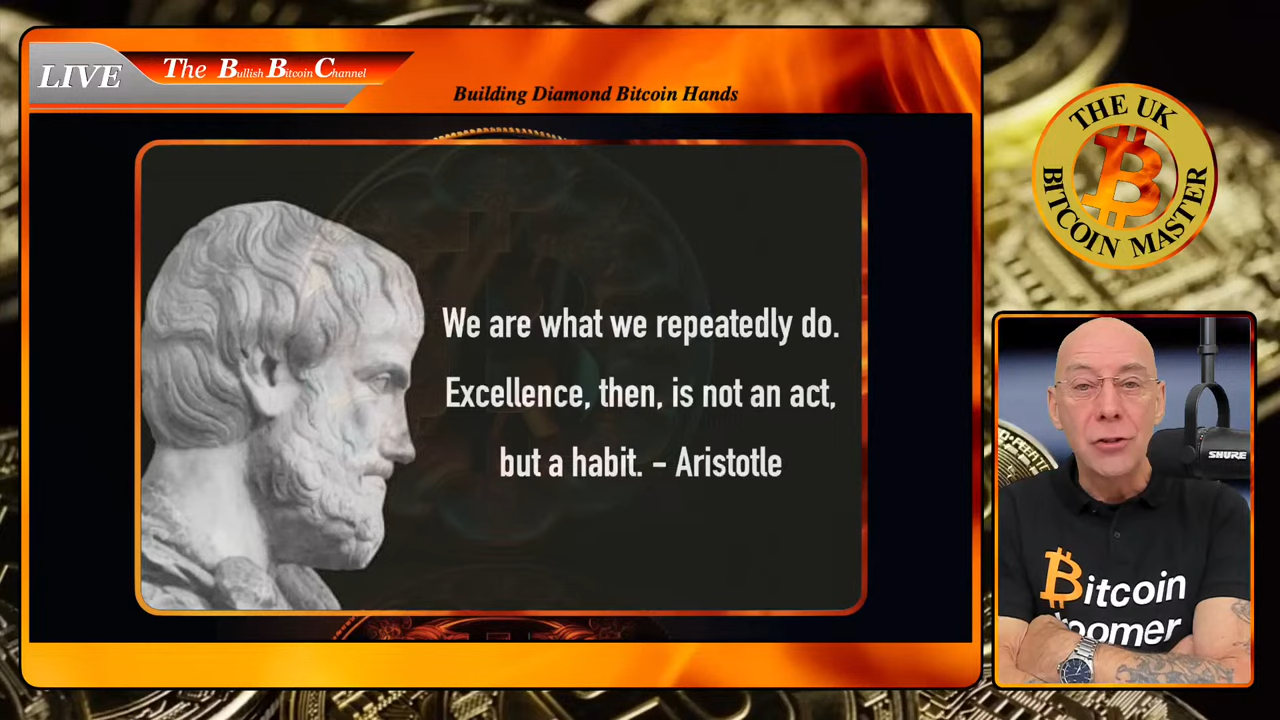 LIVE
The Bullish Bitcoin Channel
Building Diamond Bitcoin Hands
We are what we repeatedly do.
Excellence, then, is not an act,
but a habit. – Aristotle
THE UK
BITCOIN MASTER
SHURE
Bitcoin